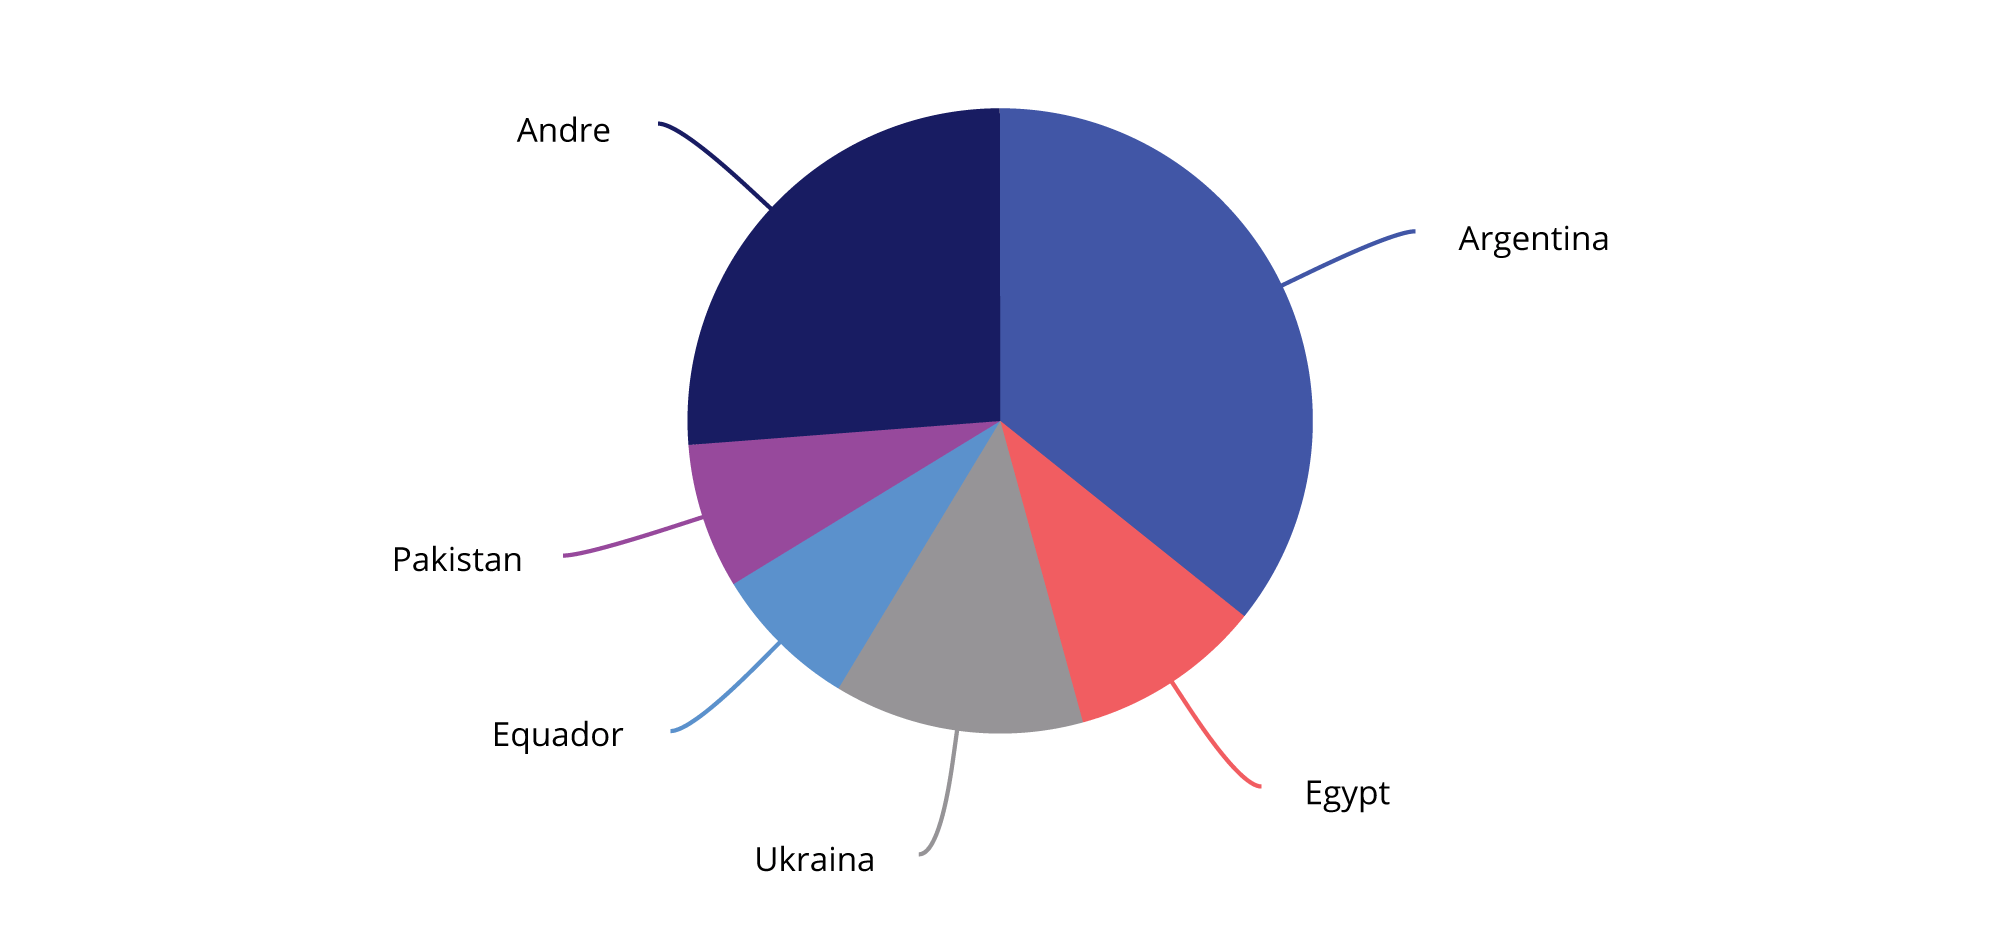 Andre
Argentina
Pakistan
Equador
Egypt
Ukraina